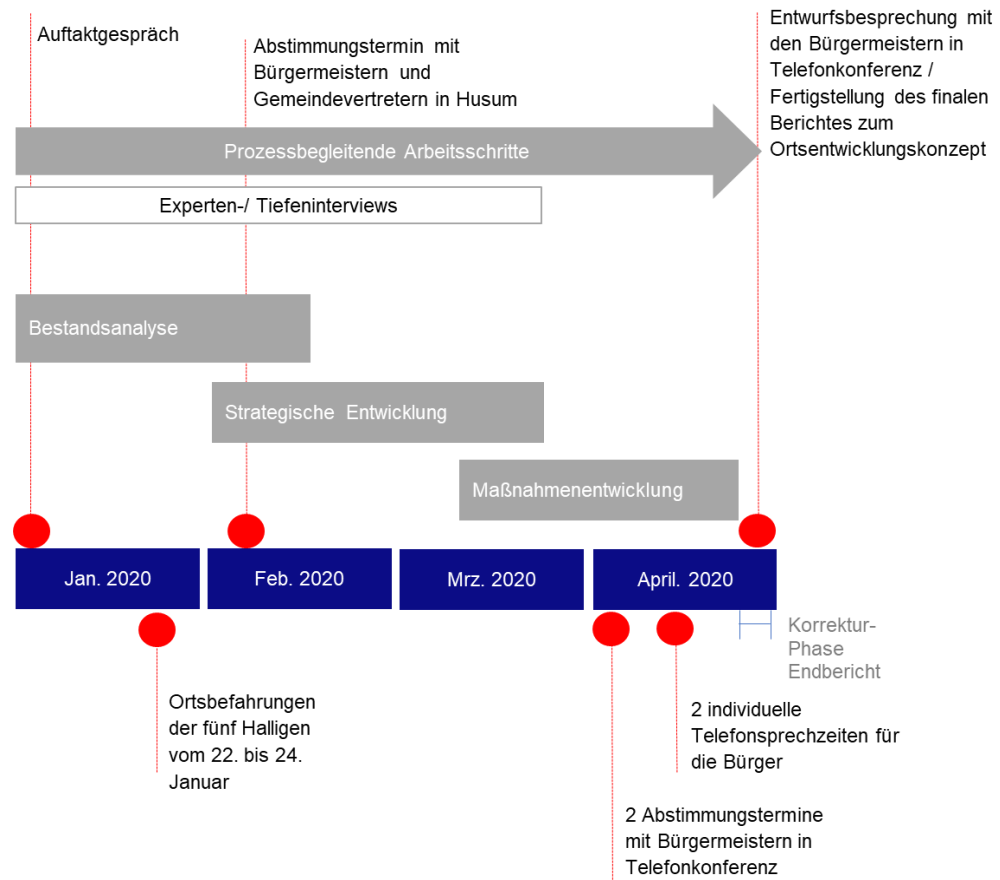 Auftaktgespräch
Abstimmungstermin mit
Bürgermeistern und
Gemeindevertretern in Husum
Entwurfsbesprechung mit
den Bürgermeistern in
Telefonkonferenz /
Fertigstellung des finalen
Berichtes zum
Ortsentwicklungskonzept
Prozessbegleitende Arbeitsschritte
Experten-/ Tiefeninterviews
Bestandsanalyse
Strategische Entwicklung
Maßnahmenentwicklung
Jan. 2020
Feb. 2020
Mrz. 2020
April. 2020
Korrektur-
Phase
Endbericht
Ortsbefahrungen
der fünf Halligen
vom 22. bis 24.
Januar
2 individuelle
Telefonsprechzeiten für
die Bürger
2 Abstimmungstermine
mit Bürgermeistern in
Telefonkonferenz